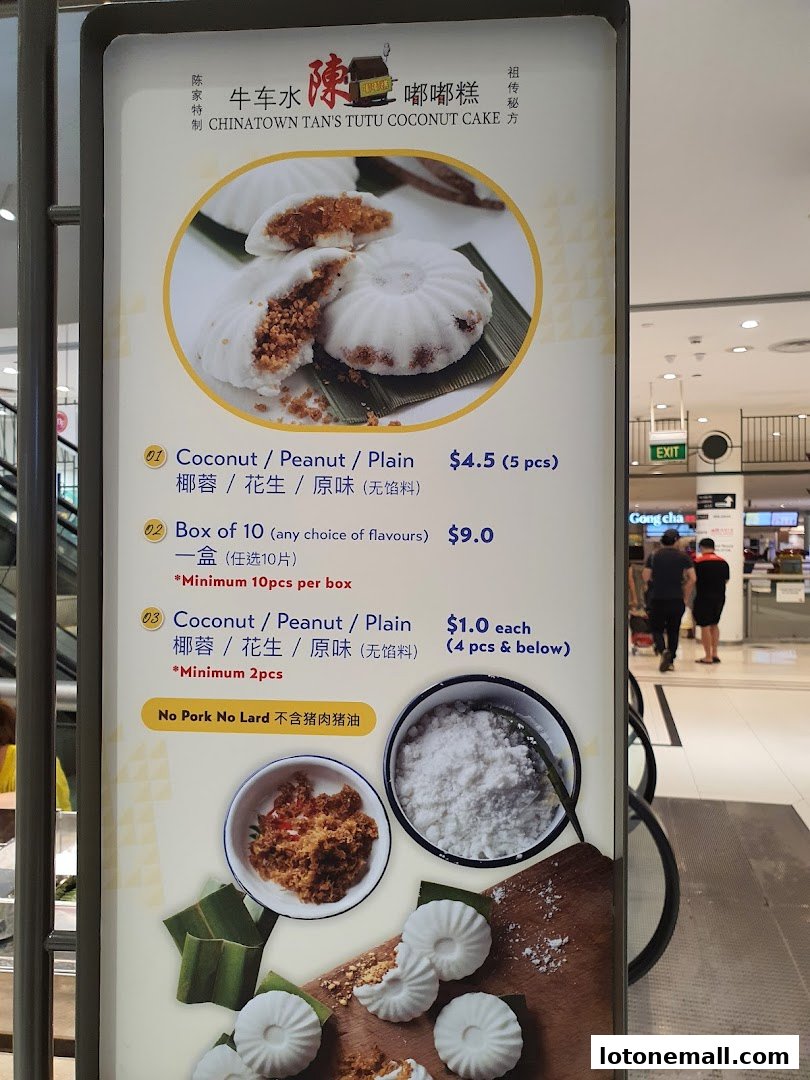 陈家特制
牛车水 陳 嘟嘟糕
祖传秘方
CHINATOWN TAN'S TUTU COCONUT CAKE
01 Coconut / Peanut / Plain $4.5 (5 pcs)
椰蓉 / 花生 / 原味 (无馅料)
02 Box of 10 (any choice of flavours) $9.0
一盒 (任选10片)
*Minimum 10pcs per box
03 Coconut / Peanut / Plain $1.0 each
椰蓉 / 花生 / 原味 (无馅料) (4 pcs & below)
*Minimum 2pcs
No Pork No Lard 不含猪肉猪油
EXIT
Gong cha
lotonemall.com